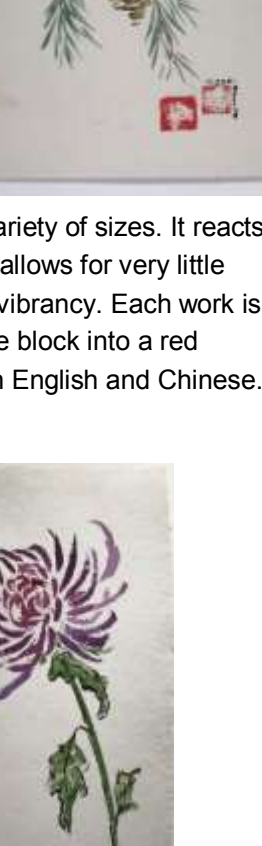 ariety of sizes. It reacts
allows for very little
vibrancy. Each work is
e block into a red
n English and Chinese.